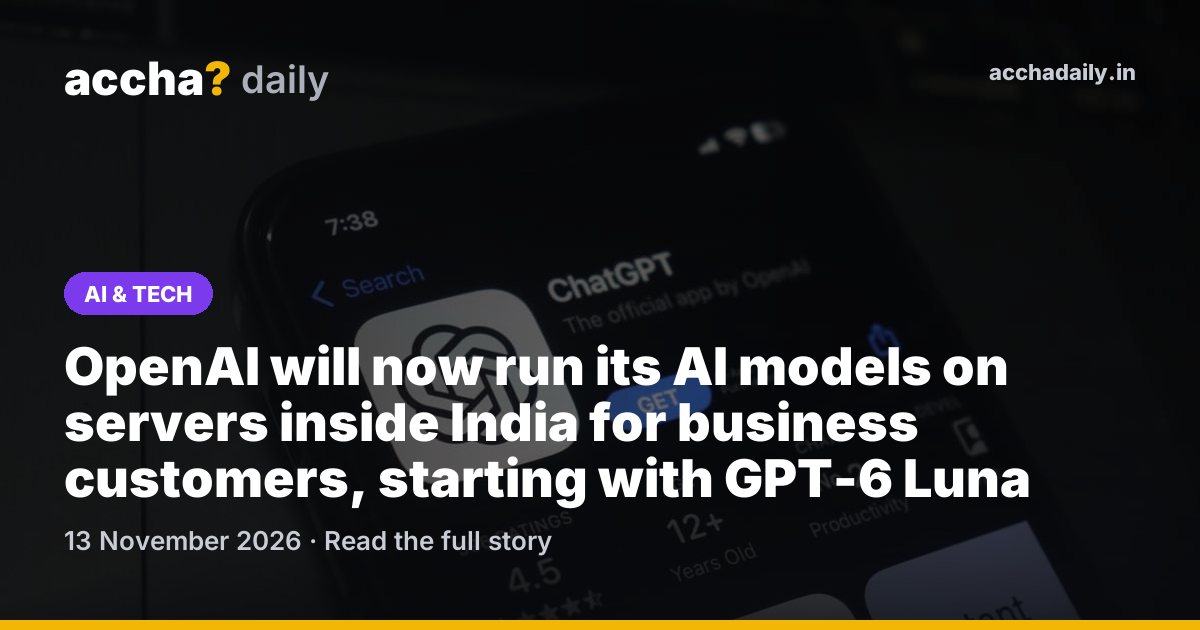 accha? daily
acchadaily.in
7:38
Search
ChatGPT
The official app by OpenAI
AI & TECH
GET
OpenAI will now run its AI models on
servers inside India for business
customers, starting with GPT-6 Luna
RATINGS
4.5
12+
Years Old
Productivity
13 November 2026 · Read the full story